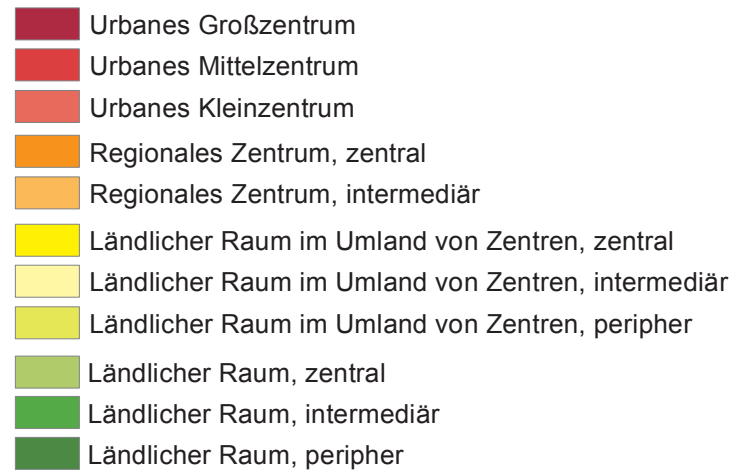 Urbanes Großzentrum
Urbanes Mittelzentrum
Urbanes Kleinzentrum
Regionales Zentrum, zentral
Regionales Zentrum, intermediär
Ländlicher Raum im Umland von Zentren, zentral
Ländlicher Raum im Umland von Zentren, intermediär
Ländlicher Raum im Umland von Zentren, peripher
Ländlicher Raum, zentral
Ländlicher Raum, intermediär
Ländlicher Raum, peripher